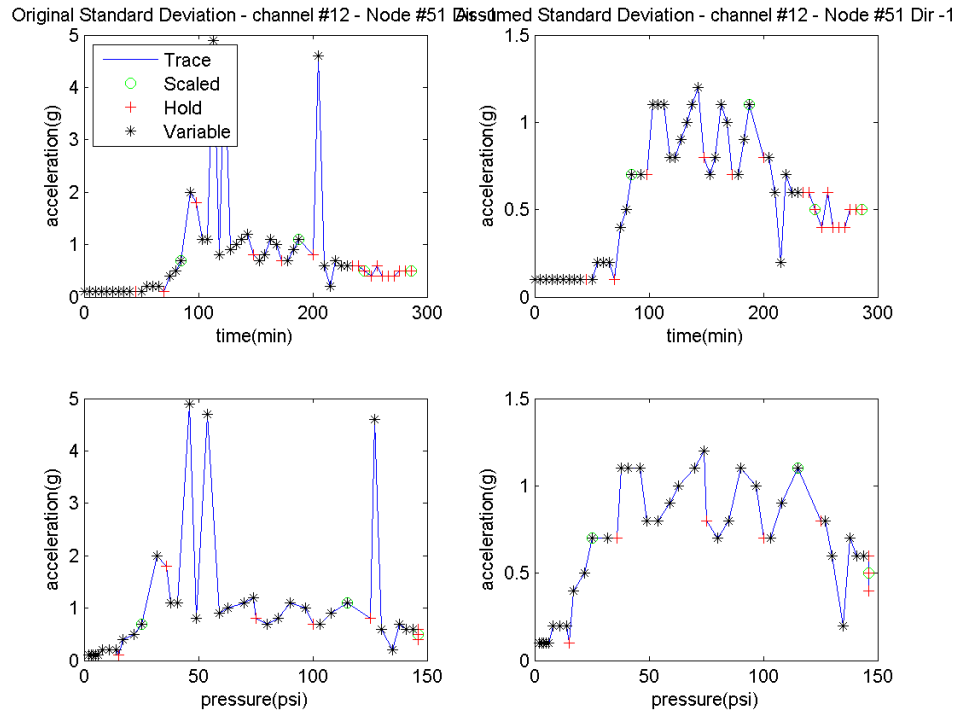 Original Standard Deviation - channel #12 - Node #51 Dir -1
Assumed Standard Deviation - channel #12 - Node #51 Dir -1
5
4
3
2
1
0
acceleration(g)
Trace
Scaled
Hold
Variable
0
100
200
300
time(min)
1.5
1
0.5
0
acceleration(g)
0
100
200
300
time(min)
5
4
3
2
1
0
acceleration(g)
0
50
100
150
pressure(psi)
1.5
1
0.5
0
acceleration(g)
0
50
100
150
pressure(psi)